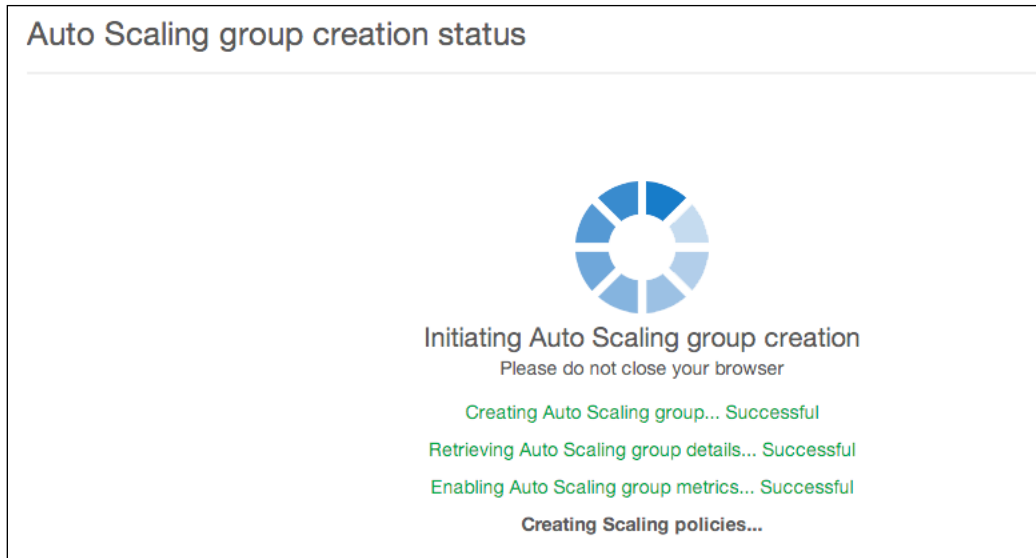 Auto Scaling group creation status
Initiating Auto Scaling group creation
Please do not close your browser
Creating Auto Scaling group... Successful
Retrieving Auto Scaling group details... Successful
Enabling Auto Scaling group metrics... Successful
Creating Scaling policies...